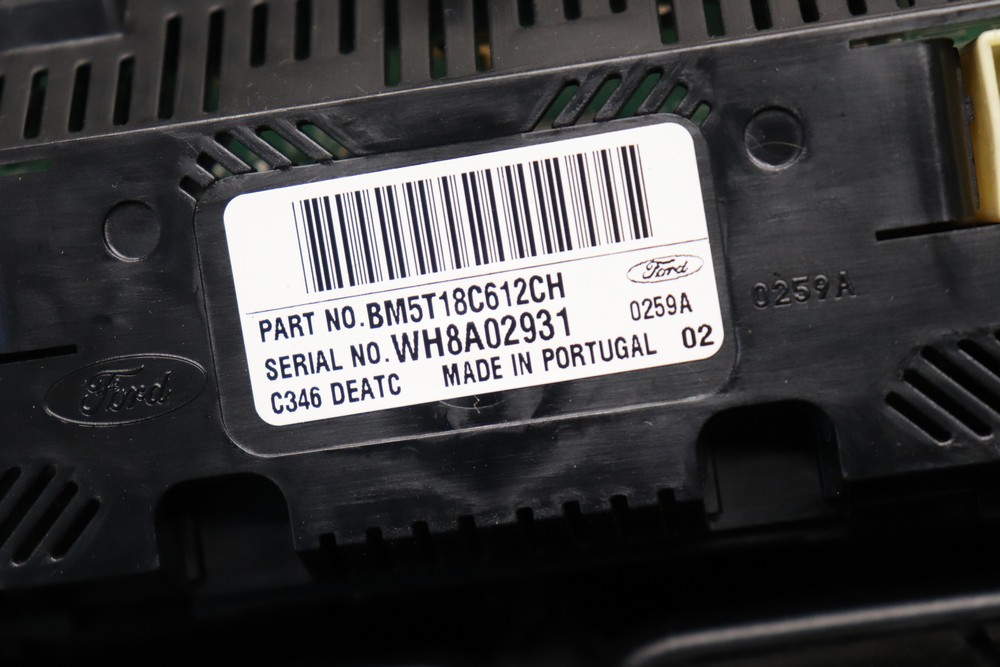 PART NO.BM5T18C612CH
Ford
SERIAL NO.WH8A02931
0259A
C346 DEATC MADE IN PORTUGAL 02
0259A
Ford